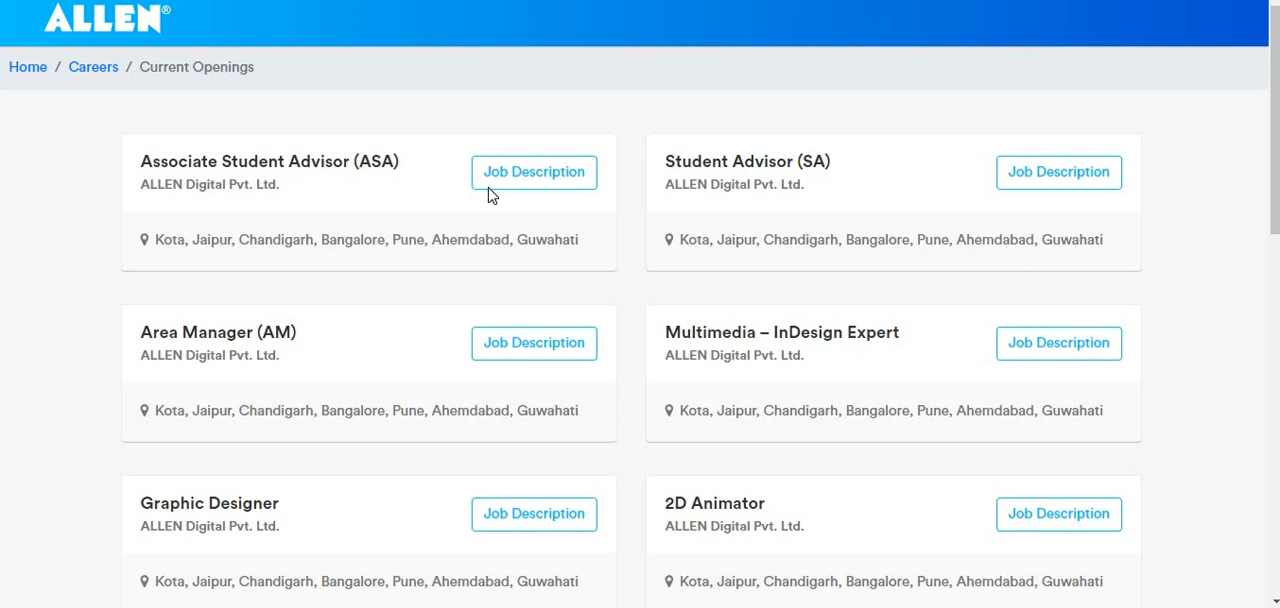 ALLEN®
Home / Careers / Current Openings
Associate Student Advisor (ASA)
ALLEN Digital Pvt. Ltd.
Job Description
Kota, Jaipur, Chandigarh, Bangalore, Pune, Ahemdabad, Guwahati
Student Advisor (SA)
ALLEN Digital Pvt. Ltd.
Job Description
Kota, Jaipur, Chandigarh, Bangalore, Pune, Ahemdabad, Guwahati
Area Manager (AM)
ALLEN Digital Pvt. Ltd.
Job Description
Kota, Jaipur, Chandigarh, Bangalore, Pune, Ahemdabad, Guwahati
Multimedia – InDesign Expert
ALLEN Digital Pvt. Ltd.
Job Description
Kota, Jaipur, Chandigarh, Bangalore, Pune, Ahemdabad, Guwahati
Graphic Designer
ALLEN Digital Pvt. Ltd.
Job Description
Kota, Jaipur, Chandigarh, Bangalore, Pune, Ahemdabad, Guwahati
2D Animator
ALLEN Digital Pvt. Ltd.
Job Description
Kota, Jaipur, Chandigarh, Bangalore, Pune, Ahemdabad, Guwahati